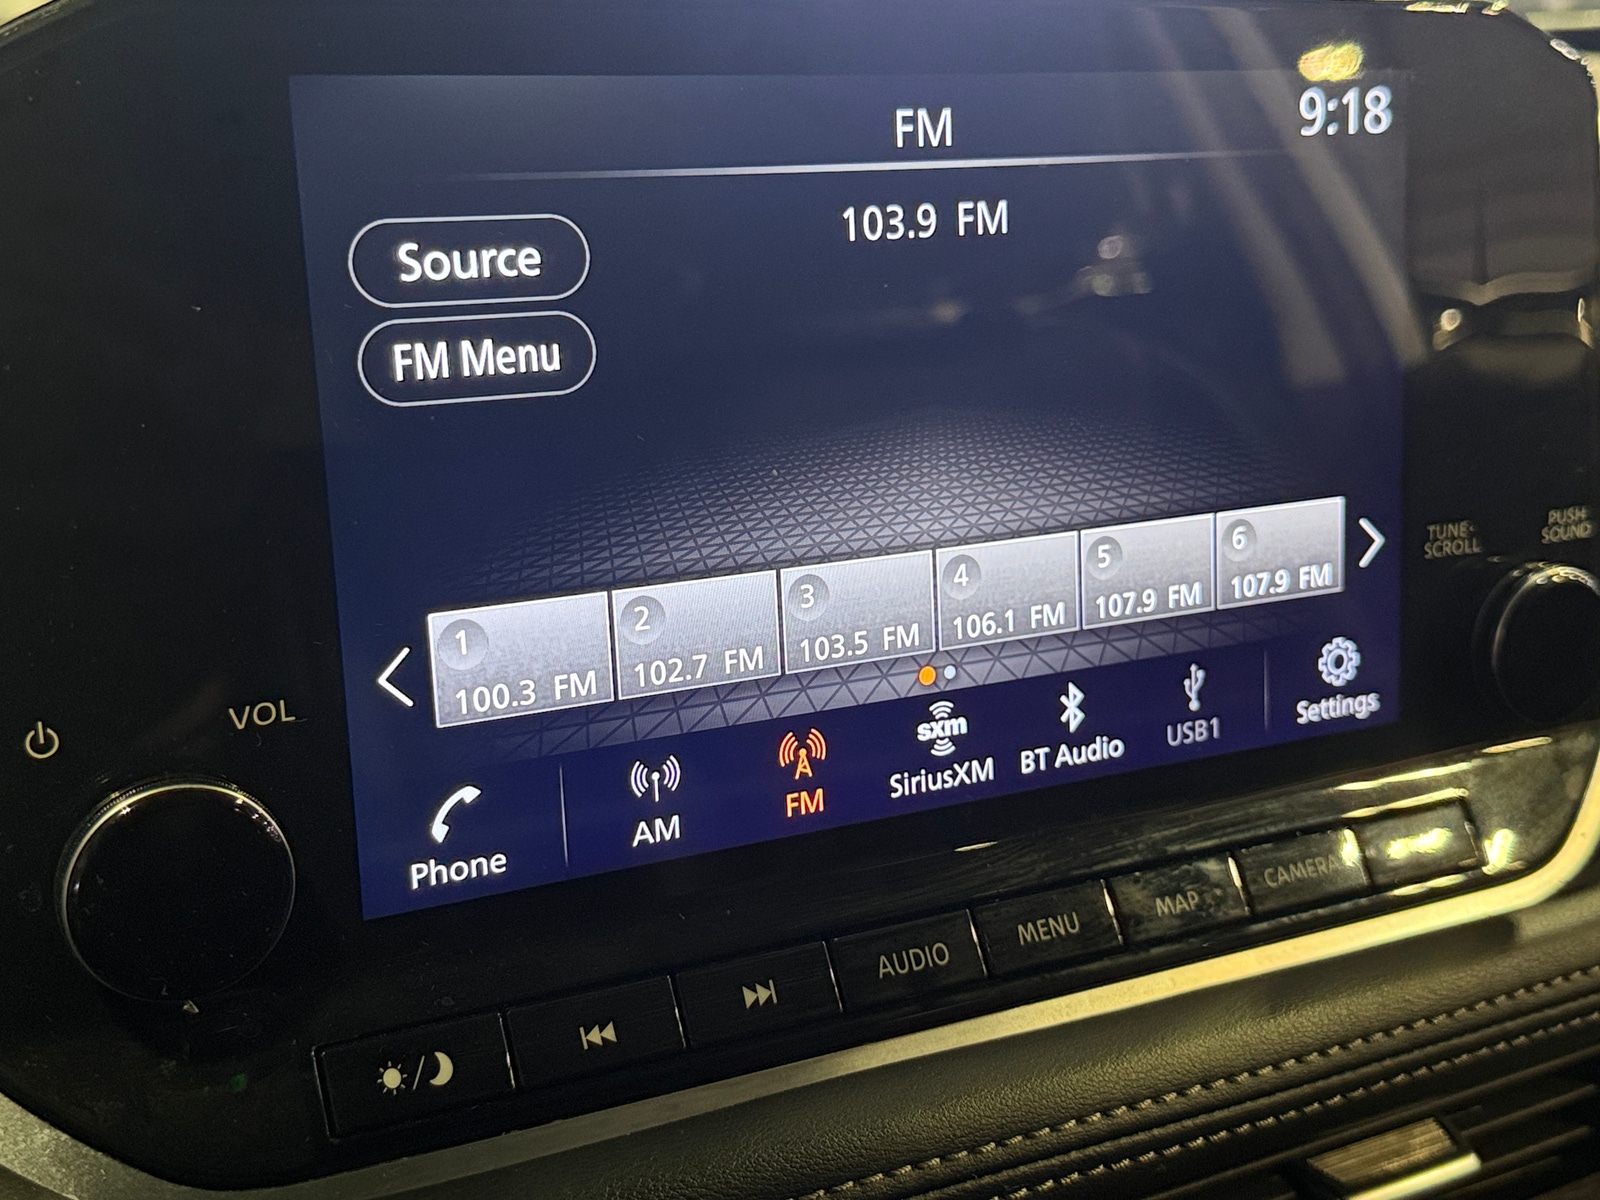 FM
9:18
103.9 FM
Source
FM Menu
1
100.3 FM
2
102.7 FM
3
103.5 FM
4
106.1 FM
5
107.9 FM
6
107.9 FM
Phone
AM
FM
sxm
SiriusXM
BT Audio
USB1
Settings
VOL
TUNE·
SCROLL
PUSH
SOUND
AUDIO
MENU
MAP
CAMERA